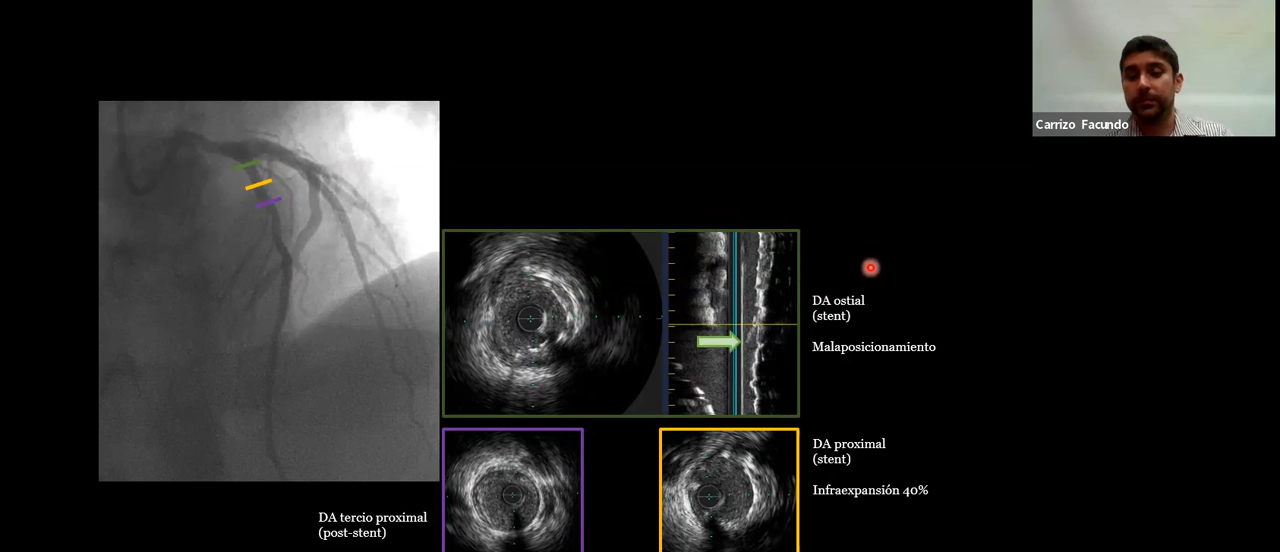 Carrizo Facundo
DA ostial
(stent)
Malaposicionamiento
DA proximal
(stent)
Infraexpansión 40%
DA tercio proximal
(post-stent)